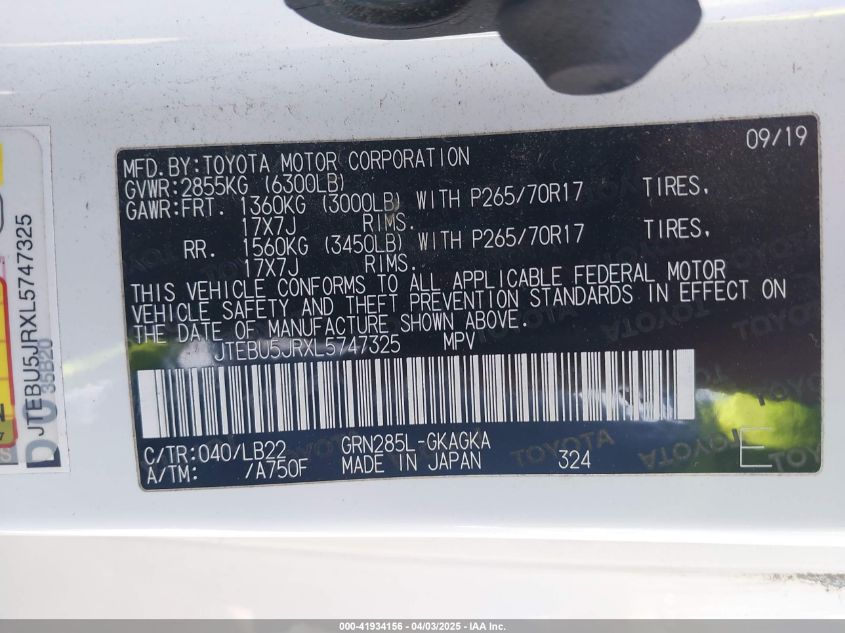 09/19
MFD.BY:TOYOTA MOTOR CORPORATION
GVWR:2855KG (6300LB)
GAWR:FRT. 1360KG (3000LB) WITH P265/70R17 TIRES,
17X7J RIMS.
RR. 1560KG (3450LB) WITH P265/70R17 TIRES,
17X7J RIMS.
THIS VEHICLE CONFORMS TO ALL APPLICABLE FEDERAL MOTOR
VEHICLE SAFETY AND THEFT PREVENTION STANDARDS IN EFFECT ON
THE DATE OF MANUFACTURE SHOWN ABOVE.
JTEBU5JRXL5747325 MPV
C/TR:040/LB22 GRN285L-GKAGKA
A/TM: /A750F MADE IN JAPAN 324
E
JTEBU5JRXL5747325
35B20
TOYOTA
000-41934156 - 04/03/2025 - IAA Inc.